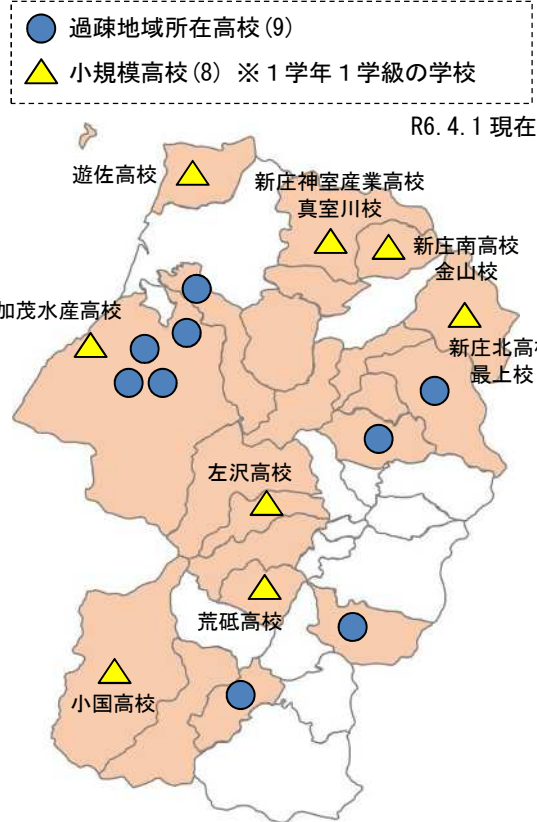 過疎地域所在高校(9)
小規模高校(8) ※1学年1学級の学校
R6.4.1現在
遊佐高校
新庄神室産業高校
真室川校
新庄南高校
金山校
加茂水産高校
新庄北高校
最上校
左沢高校
荒砥高校
小国高校